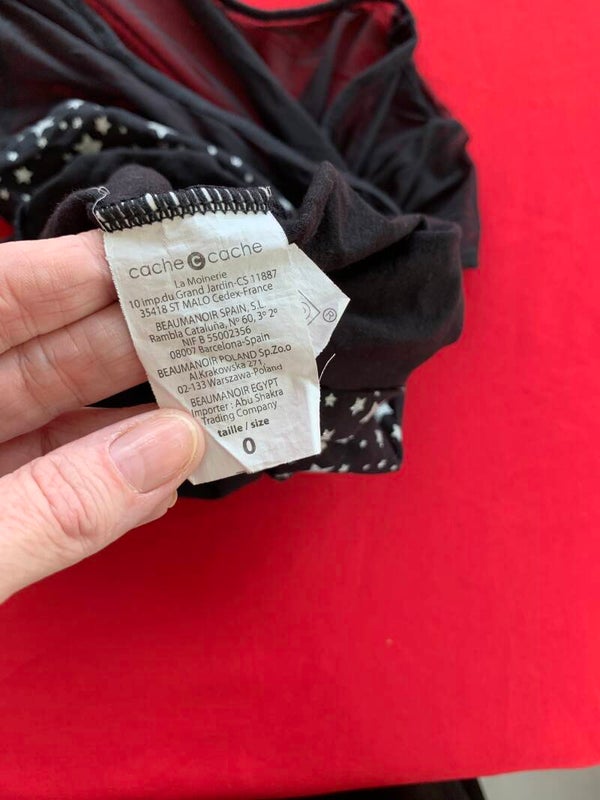 cache c cache
La Moinerie
10 imp.du Grand Jardin-CS 11887
35418 ST MALO Cedex-France
BEAUMANOIR SPAIN, S.L
Rambla Cataluña, Nº 60, 3º 2º
NIF B 55002356
08007 Barcelona-Spain
BEAUMANOIR POLAND Sp.Zo.o
Al.Krakowska 271,
02-133 Warszawa-Poland
BEAUMANOIR EGYPT
Importer : Abu Shakra
Trading Company
taille / size
0
®